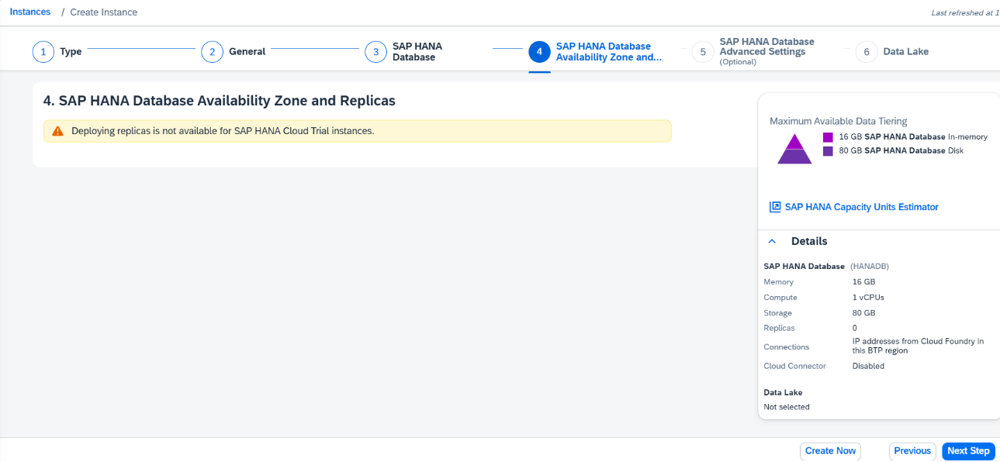 Instances / Create Instance
Last refreshed at 1
1 Type
2 General
3 SAP HANA
Database
4 SAP HANA Database
Availability Zone and...
5 SAP HANA Database
Advanced Settings
(Optional)
6 Data Lake
4. SAP HANA Database Availability Zone and Replicas
Deploying replicas is not available for SAP HANA Cloud Trial instances.
Maximum Available Data Tiering
16 GB SAP HANA Database In-memory
80 GB SAP HANA Database Disk
SAP HANA Capacity Units Estimator
Details
SAP HANA Database (HANADB)
Memory 16 GB
Compute 1 vCPUs
Storage 80 GB
Replicas 0
Connections IP addresses from Cloud Foundry in
this BTP region
Cloud Connector Disabled
Data Lake
Not selected
Create Now Previous Next Step